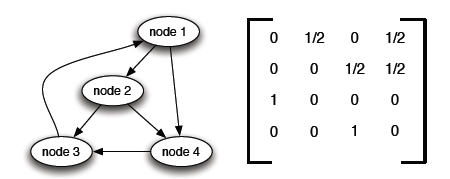 node 1
node 2
node 3
node 4
0 1/2 0 1/2
0 0 1/2 1/2
1 0 0 0
0 0 1 0